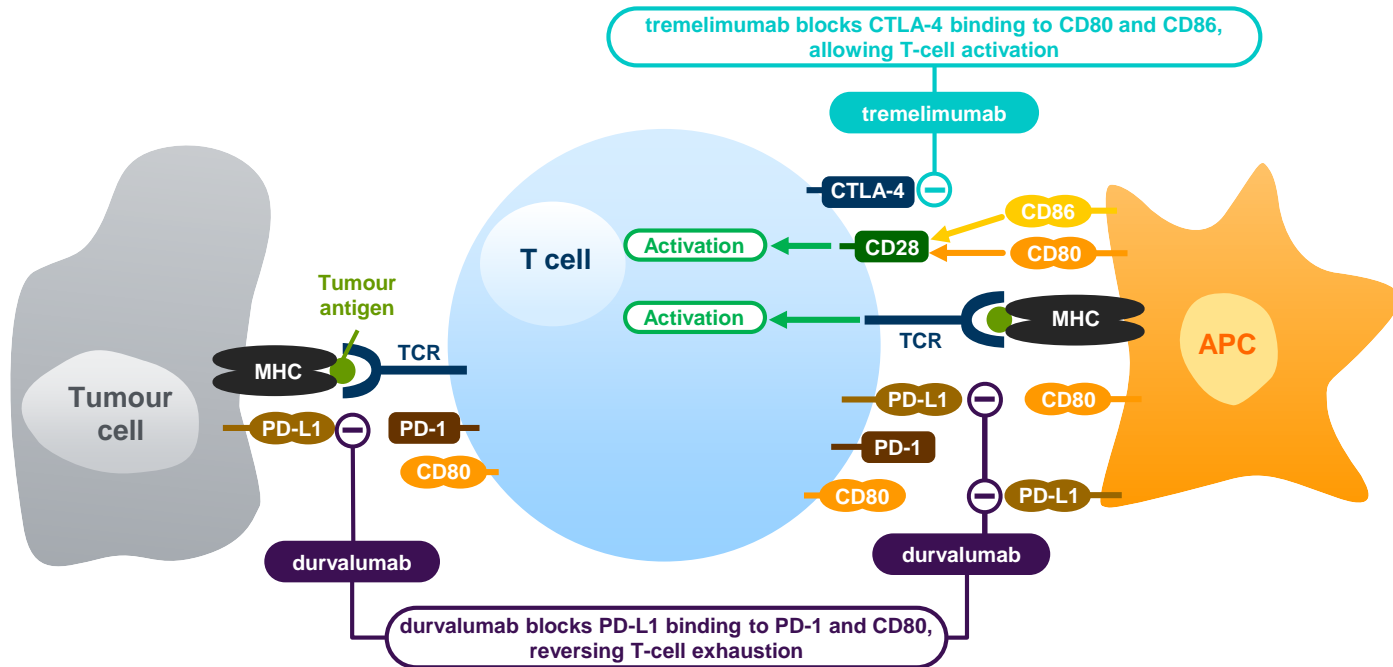 tremelimumab blocks CTLA-4 binding to CD80 and CD86,
allowing T-cell activation
tremelimumab
CTLA-4
CD86
Activation
CD28
CD80
T cell
Tumour
antigen
Activation
TCR
MHC
APC
TCR
MHC
Tumour
cell
PD-L1
PD-1
CD80
PD-L1
CD80
PD-1
CD80
PD-L1
durvalumab
durvalumab
durvalumab blocks PD-L1 binding to PD-1 and CD80,
reversing T-cell exhaustion